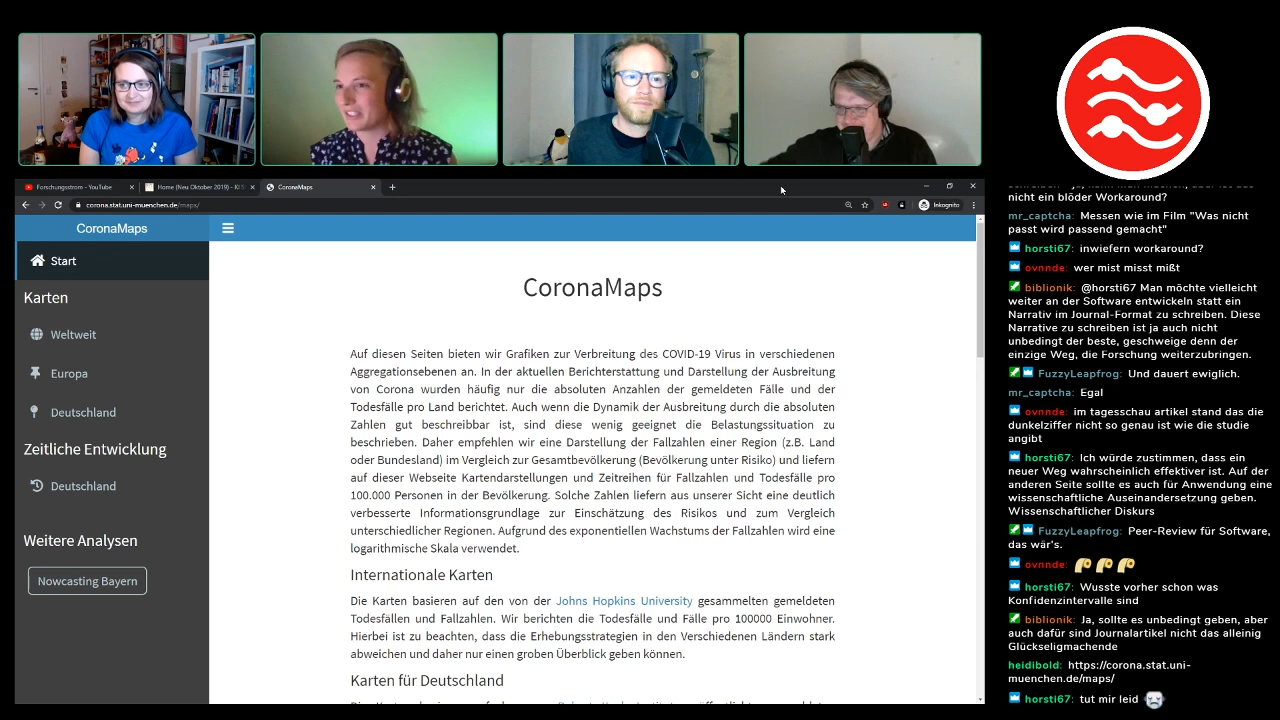 Forschungsstrom - YouTube
Home (Neu Oktober 2019) - KI S
CoronaMaps
corona.stat.uni-muenchen.de/maps/
Inkognito
CoronaMaps
Start
Karten
Weltweit
Europa
Deutschland
Zeitliche Entwicklung
Deutschland
Weitere Analysen
Nowcasting Bayern
CoronaMaps
Auf diesen Seiten bieten wir Grafiken zur Verbreitung des COVID-19 Virus in verschiedenen
Aggregationsebenen an. In der aktuellen Berichterstattung und Darstellung der Ausbreitung
von Corona wurden häufig nur die absoluten Anzahlen der gemeldeten Fälle und der
Todesfälle pro Land berichtet. Auch wenn die Dynamik der Ausbreitung durch die absoluten
Zahlen gut beschreibbar ist, sind diese wenig geeignet die Belastungssituation zu
beschrieben. Daher empfehlen wir eine Darstellung der Fallzahlen einer Region (z.B. Land
oder Bundesland) im Vergleich zur Gesamtbevölkerung (Bevölkerung unter Risiko) und liefern
auf dieser Webseite Kartendarstellungen und Zeitreihen für Fallzahlen und Todesfälle pro
100.000 Personen in der Bevölkerung. Solche Zahlen liefern aus unserer Sicht eine deutlich
verbesserte Informationsgrundlage zur Einschätzung des Risikos und zum Vergleich
unterschiedlicher Regionen. Aufgrund des exponentiellen Wachstums der Fallzahlen wird eine
logarithmische Skala verwendet.
Internationale Karten
Die Karten basieren auf den von der Johns Hopkins University gesammelten gemeldeten
Todesfällen und Fallzahlen. Wir berichten die Todesfälle und Fälle pro 100000 Einwohner.
Hierbei ist zu beachten, dass die Erhebungsstrategien in den Verschiedenen Ländern stark
abweichen und daher nur einen groben Überblick geben können.
Karten für Deutschland
nicht ein blöder Workaround?
mr_captcha: Messen wie im Film "Was nicht
passt wird passend gemacht"
horsti67: inwiefern workaround?
ovnnde: wer mist misst mißt
biblionik: @horsti67 Man möchte vielleicht
weiter an der Software entwickeln statt ein
Narrativ im Journal-Format zu schreiben. Diese
Narrative zu schreiben ist ja auch nicht
unbedingt der beste, geschweige denn der
einzige Weg, die Forschung weiterzubringen.
FuzzyLeapfrog: Und dauert ewiglich.
mr_captcha: Egal
ovnnde: im tagesschau artikel stand das die
dunkelziffer nicht so genau ist wie die studie
angibt
horsti67: Ich würde zustimmen, dass ein
neuer Weg wahrscheinlich effektiver ist. Auf der
anderen Seite sollte es auch für Anwendung eine
wissenschaftliche Auseinandersetzung geben.
Wissenschaftlicher Diskurs
FuzzyLeapfrog: Peer-Review für Software,
das wär's.
ovnnde:
horsti67: Wusste vorher schon was
Konfidenzintervalle sind
biblionik: Ja, sollte es unbedingt geben, aber
auch dafür sind Journalartikel nicht das alleinig
Glückseligmachende
heidibold: https://corona.stat.uni-
muenchen.de/maps/
horsti67: tut mir leid